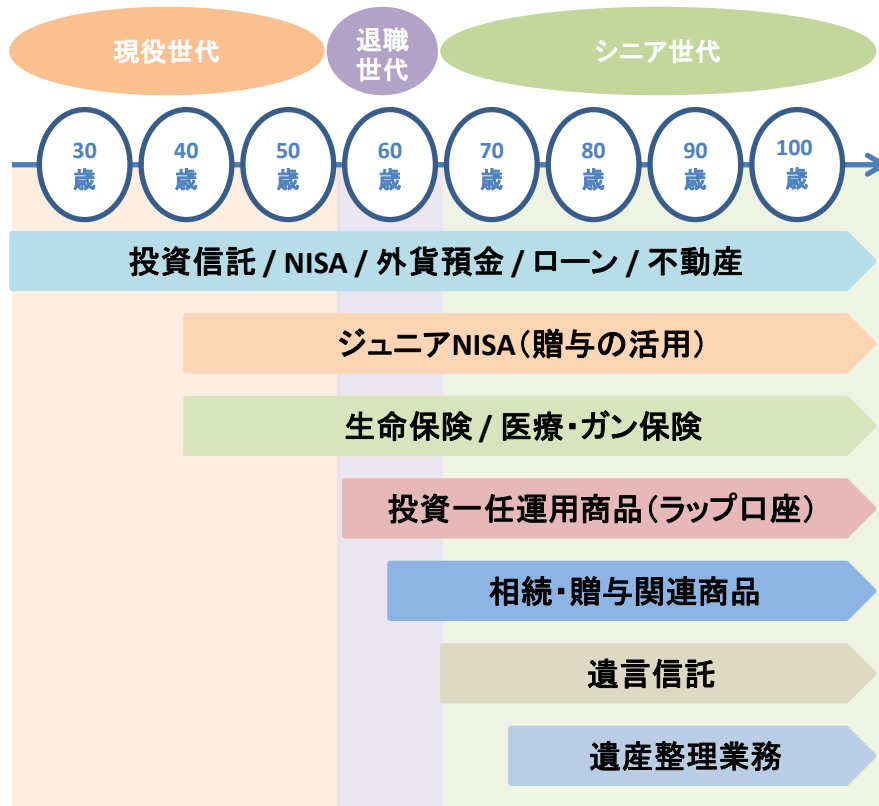 現役世代
退職
世代
シニア世代
30
歳
40
歳
50
歳
60
歳
70
歳
80
歳
90
歳
100
歳
投資信託 / NISA / 外貨預金 / ローン / 不動産
ジュニアNISA（贈与の活用）
生命保険 / 医療・ガン保険
投資一任運用商品（ラップ口座）
相続・贈与関連商品
遺言信託
遺産整理業務